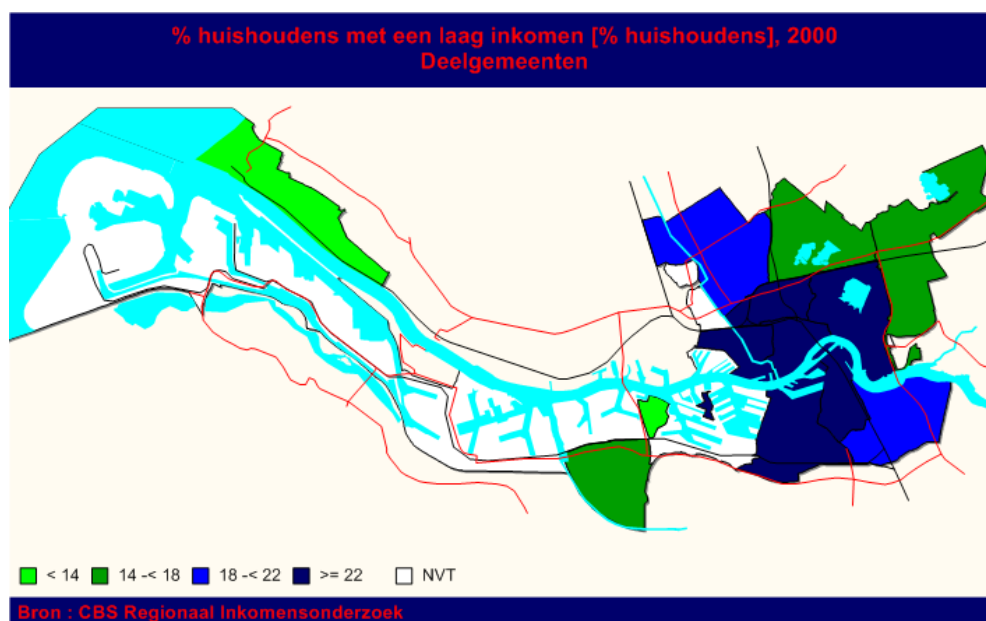 % huishoudens met een laag inkomen [% huishoudens], 2000
Deelgemeenten
< 14 14 -< 18 18 -< 22 >= 22 NVT
Bron : CBS Regionaal Inkomensonderzoek